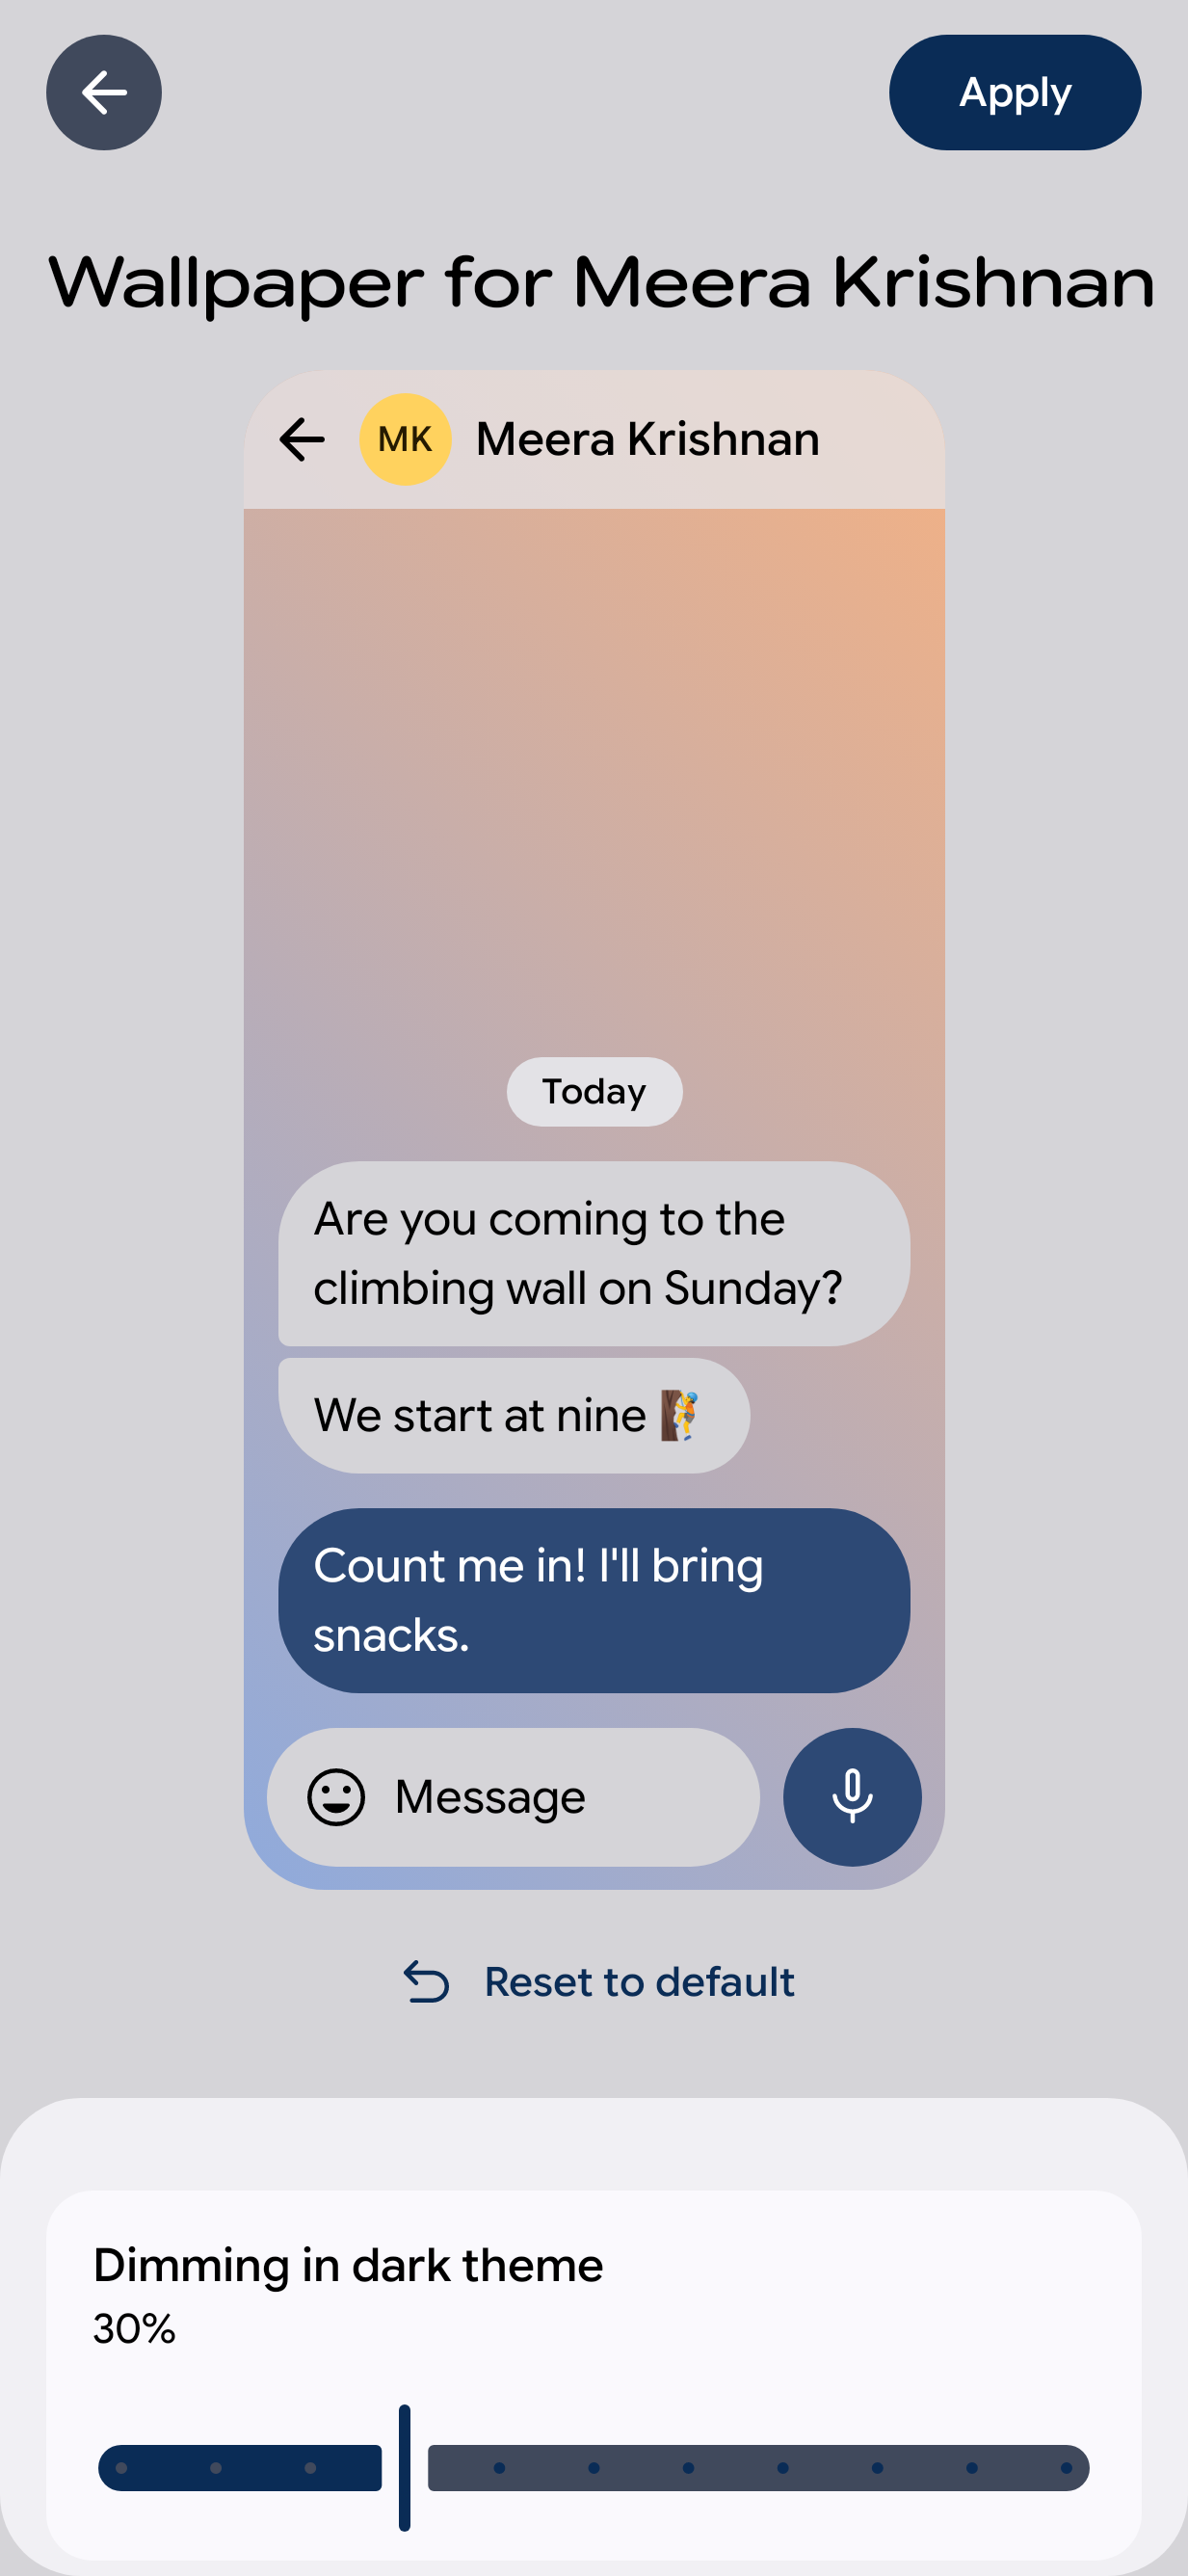 Apply
Wallpaper for Meera Krishnan
MK Meera Krishnan
Today
Are you coming to the
climbing wall on Sunday?
We start at nine 🧗
Count me in! I'll bring
snacks.
Message
Reset to default
Dimming in dark theme
30%